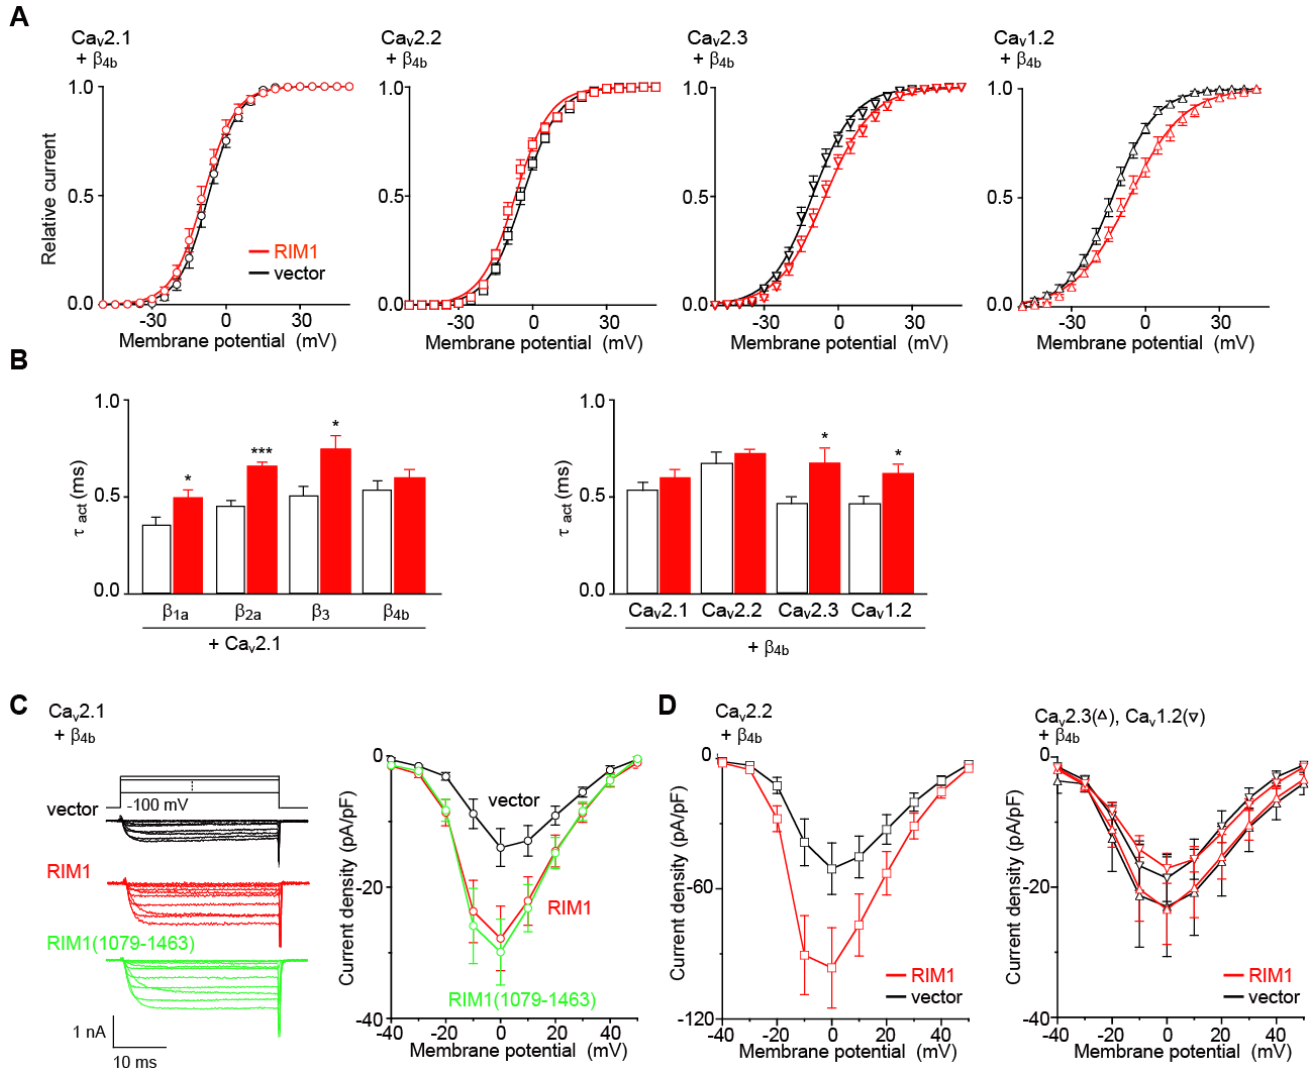 A
Cav2.1
+ β4b
Cav2.2
+ β4b
Cav2.3
+ β4b
Cav1.2
+ β4b
Relative current
1.0
0.5
0.0
-30
0
30
Membrane potential (mV)
RIM1
vector
1.0
0.5
0.0
-30
0
30
Membrane potential (mV)
1.0
0.5
0.0
-30
0
30
Membrane potential (mV)
1.0
0.5
0.0
-30
0
30
Membrane potential (mV)
B
τ act (ms)
1.0
0.5
0.0
*
***
*
β1a
β2a
β3
β4b
+ Cav2.1
τ act (ms)
1.0
0.5
0.0
*
*
Cav2.1
Cav2.2
Cav2.3
Cav1.2
+ β4b
C
Cav2.1
+ β4b
-100 mV
vector
RIM1
RIM1(1079-1463)
1 nA
10 ms
Current density (pA/pF)
0
-20
-40
vector
RIM1
RIM1(1079-1463)
-40
-20
0
20
40
Membrane potential (mV)
D
Cav2.2
+ β4b
Current density (pA/pF)
0
-60
-120
RIM1
vector
-40
-20
0
20
40
Membrane potential (mV)
Cav2.3(△), Cav1.2(▽)
+ β4b
Current density (pA/pF)
0
-20
-40
RIM1
vector
-40
-20
0
20
40
Membrane potential (mV)